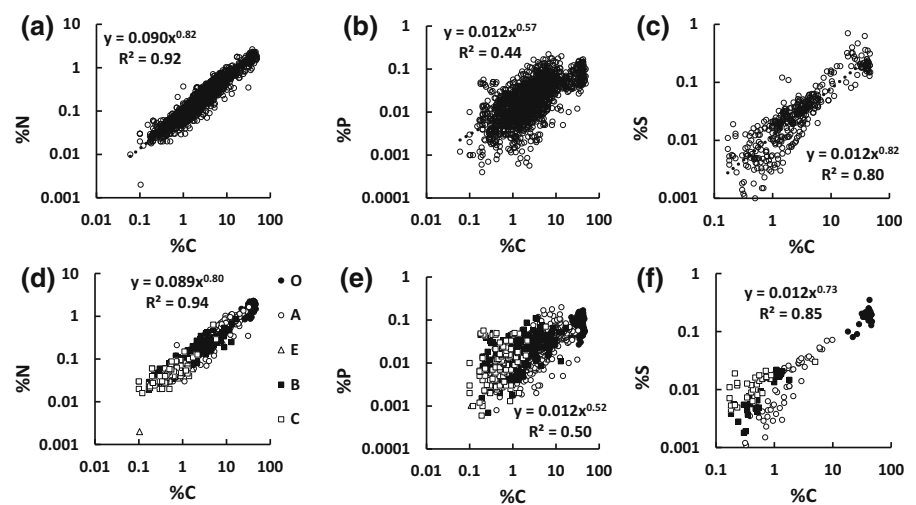 (a)
y = 0.090x^0.82
R² = 0.92
%N
10
1
0.1
0.01
0.001
0.01 0.1 1 10 100
%C
(b)
y = 0.012x^0.57
R² = 0.44
%P
1
0.1
0.01
0.001
0.0001
0.01 0.1 1 10 100
%C
(c)
y = 0.012x^0.82
R² = 0.80
%S
1
0.1
0.01
0.001
0.1 1 10 100
%C
(d)
y = 0.089x^0.80
R² = 0.94
%N
10
1
0.1
0.01
0.001
0.01 0.1 1 10 100
%C
O
A
E
B
C
(e)
y = 0.012x^0.52
R² = 0.50
%P
1
0.1
0.01
0.001
0.0001
0.01 0.1 1 10 100
%C
(f)
y = 0.012x^0.73
R² = 0.85
%S
1
0.1
0.01
0.001
0.1 1 10 100
%C